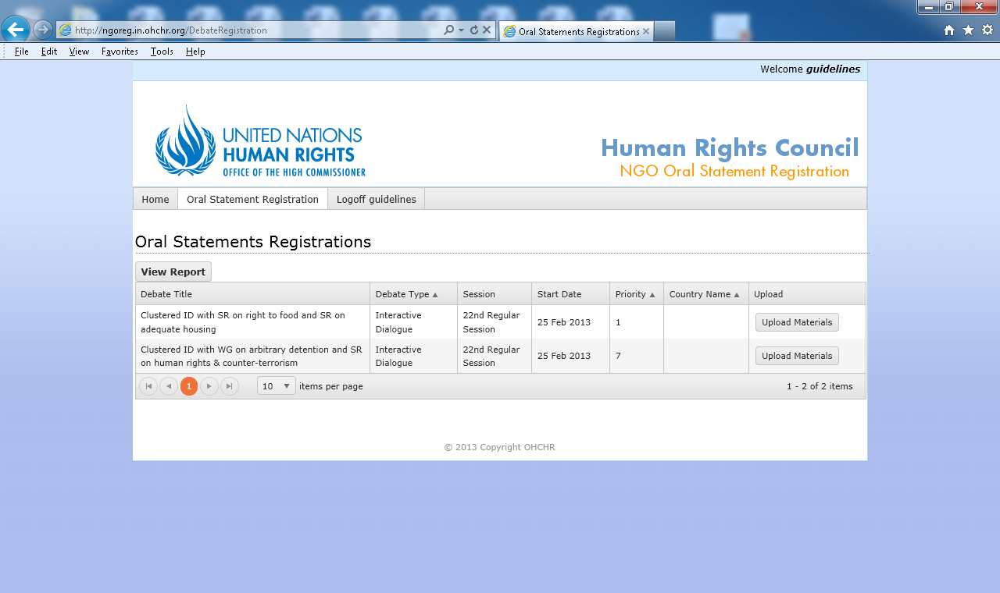 http://ngoreg.in.ohchr.org/DebateRegistration
Oral Statements Registrations
File Edit View Favorites Tools Help
Welcome guidelines
UNITED NATIONS
HUMAN RIGHTS
OFFICE OF THE HIGH COMMISSIONER
Human Rights Council
NGO Oral Statement Registration
Home Oral Statement Registration Logoff guidelines
Oral Statements Registrations
View Report
Debate Title Debate Type Session Start Date Priority Country Name Upload
Clustered ID with SR on right to food and SR on adequate housing Interactive Dialogue 22nd Regular Session 25 Feb 2013 1 Upload Materials
Clustered ID with WG on arbitrary detention and SR on human rights & counter-terrorism Interactive Dialogue 22nd Regular Session 25 Feb 2013 7 Upload Materials
1 10 items per page 1 - 2 of 2 items
© 2013 Copyright OHCHR